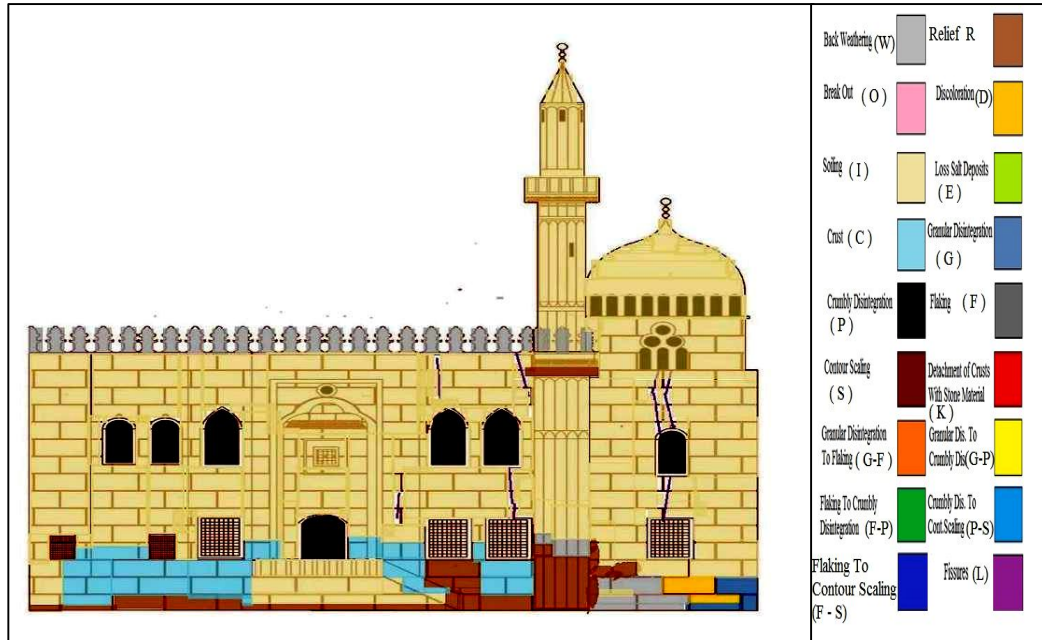 Back Weathering (W)
Relief R
Break Out ( O )
Discoloration (D)
Soiling ( I )
Loss Salt Deposits
( E )
Crust ( C )
Granular Disintegration
( G )
Crumbly Disintegration
( P )
Flaking ( F )
Contour Scaling
( S )
Detachment of Crusts
With Stone Material
( K )
Granular Disintegration
To Flaking ( G-F )
Granular Dis. To
Crumbly Dis(G-P)
Flaking To Crumbly
Disintegration (F-P)
Crumbly Dis. To
Cont.Scaling (P-S)
Flaking To
Contour Scaling
(F - S)
Fissures (L)